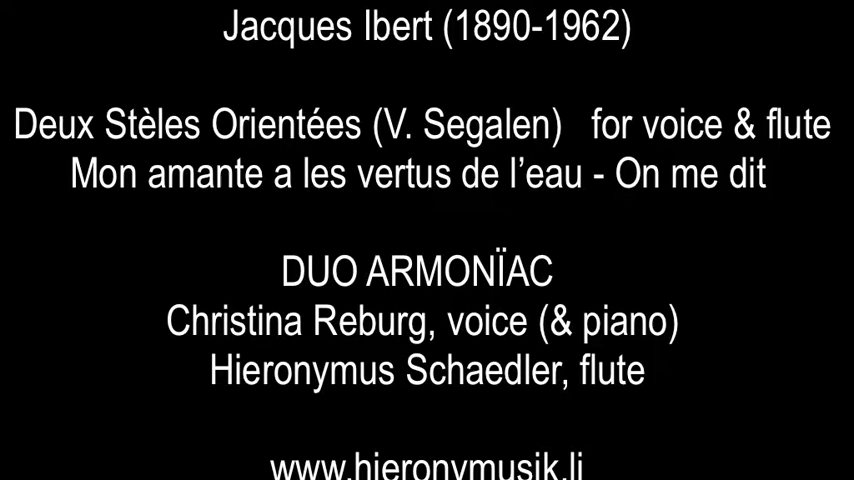 Jacques Ibert (1890-1962)
Deux Stèles Orientées (V. Segalen) for voice & flute
Mon amante a les vertus de l’eau - On me dit
DUO ARMONÏAC
Christina Reburg, voice (& piano)
Hieronymus Schaedler, flute
www.hieronymusik.li